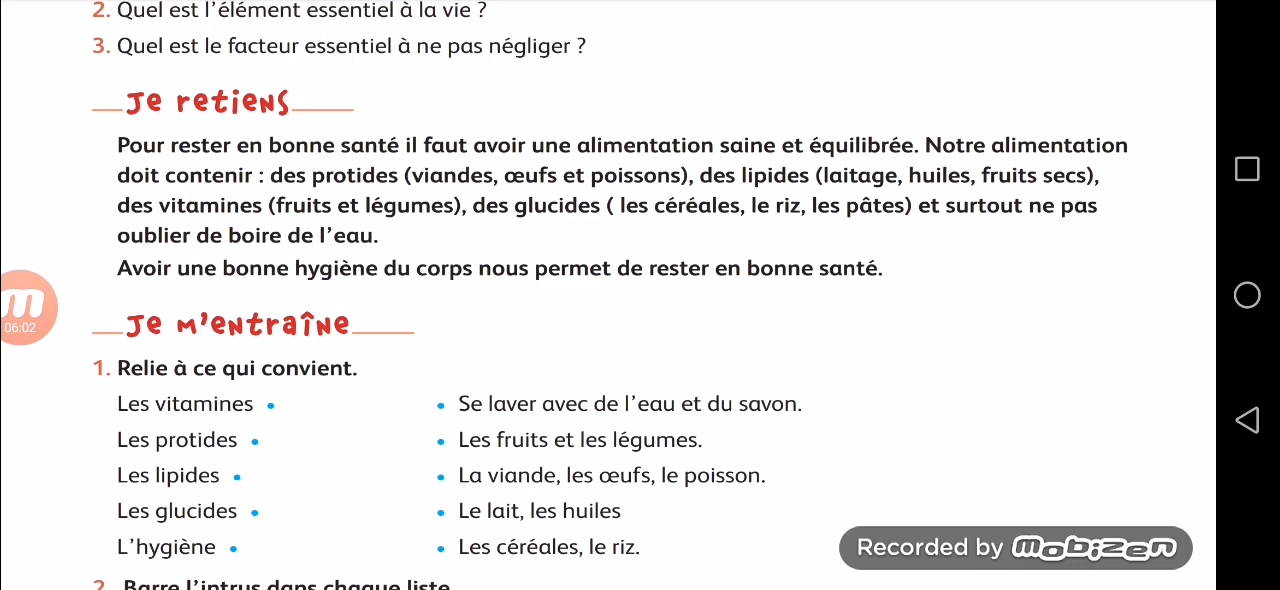 2. Quel est l'élément essentiel à la vie ?
3. Quel est le facteur essentiel à ne pas négliger ?
Je retiens
Pour rester en bonne santé il faut avoir une alimentation saine et équilibrée. Notre alimentation
doit contenir : des protides (viandes, œufs et poissons), des lipides (laitage, huiles, fruits secs),
des vitamines (fruits et légumes), des glucides ( les céréales, le riz, les pâtes) et surtout ne pas
oublier de boire de l'eau.
Avoir une bonne hygiène du corps nous permet de rester en bonne santé.
06:02
Je m'entraîne
1. Relie à ce qui convient.
Les vitamines • • Se laver avec de l'eau et du savon.
Les protides • • Les fruits et les légumes.
Les lipides • • La viande, les œufs, le poisson.
Les glucides • • Le lait, les huiles
L'hygiène • • Les céréales, le riz.
Recorded by mobizen
2. Barre l'intrus dans chaque liste